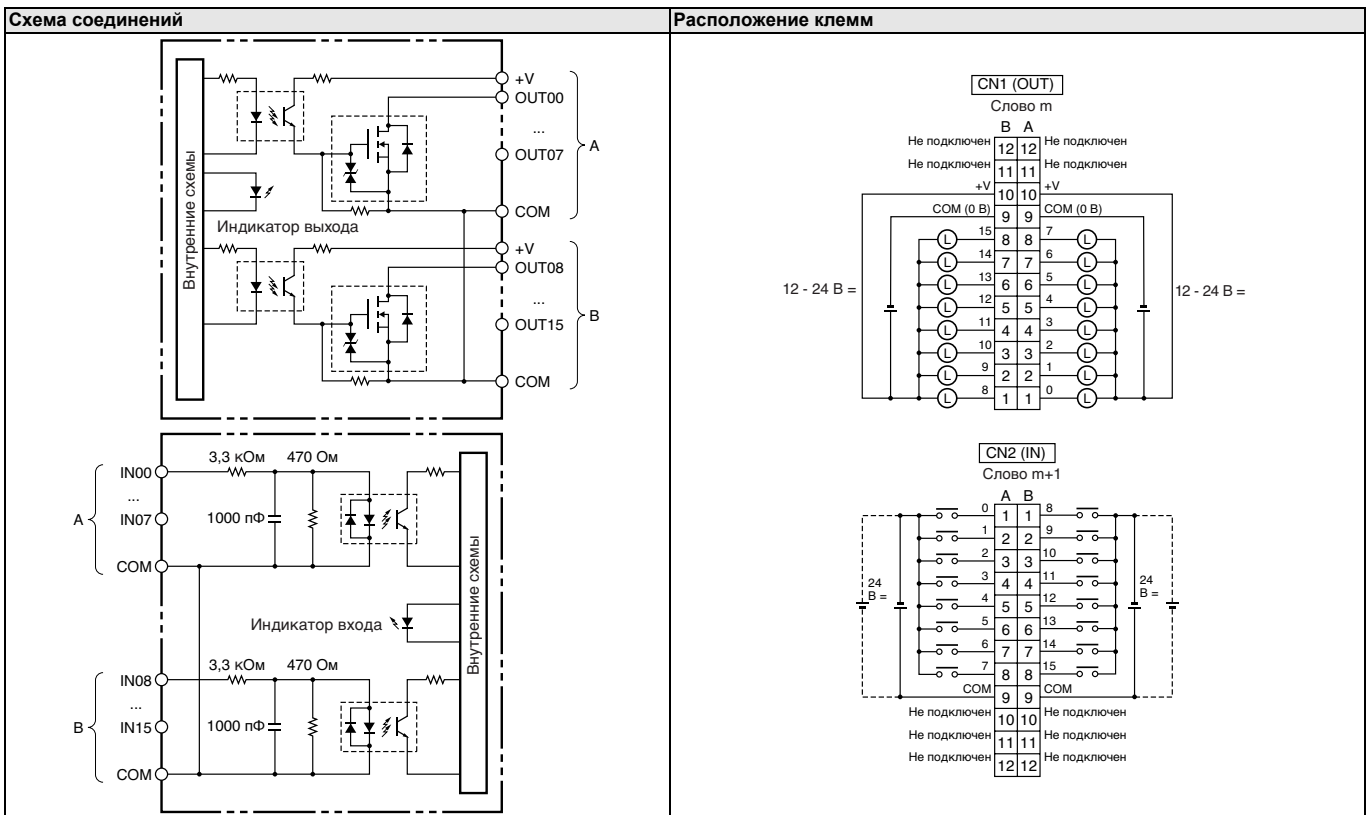 Схема соединений
Расположение клемм
Внутренние схемы
+V
OUT00
...
OUT07
COM
A
Индикатор выхода
+V
OUT08
...
OUT15
COM
B
A
IN00
...
IN07
COM
3,3 кОм 470 Ом
1000 пФ
Индикатор входа
Внутренние схемы
B
IN08
...
IN15
COM
3,3 кОм 470 Ом
1000 пФ
CN1 (OUT)
Слово m
B A
Не подключен 12 12 Не подключен
Не подключен 11 11 Не подключен
+V 10 10 +V
COM (0 В) 9 9 COM (0 В)
L 15 8 8 7 L
L 14 7 7 6 L
L 13 6 6 5 L
12 - 24 В = L 12 5 5 4 L 12 - 24 В =
L 11 4 4 3 L
L 10 3 3 2 L
L 9 2 2 1 L
L 8 1 1 0 L
CN2 (IN)
Слово m+1
A B
0 1 1 8
1 2 2 9
2 3 3 10
24 3 4 4 11 24
В = 4 5 5 12 В =
5 6 6 13
6 7 7 14
7 8 8 15
COM 9 9 COM
Не подключен 10 10 Не подключен
Не подключен 11 11 Не подключен
Не подключен 12 12 Не подключен